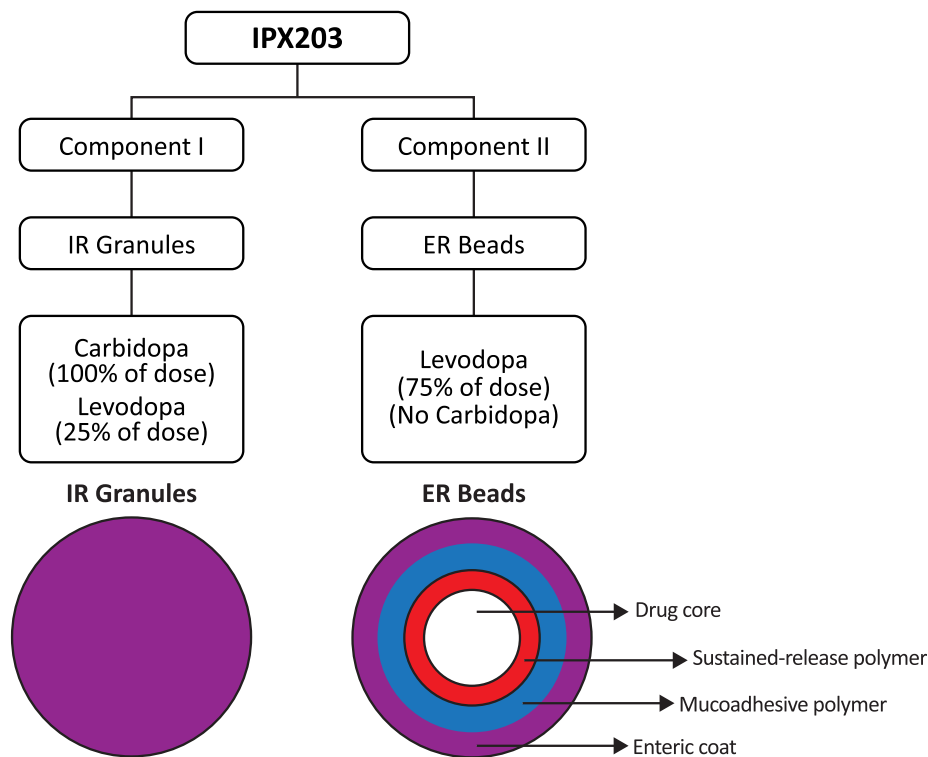 IPX203
Component I
Component II
IR Granules
ER Beads
Carbidopa
(100% of dose)
Levodopa
(25% of dose)
Levodopa
(75% of dose)
(No Carbidopa)
IR Granules
ER Beads
Drug core
Sustained-release polymer
Mucoadhesive polymer
Enteric coat